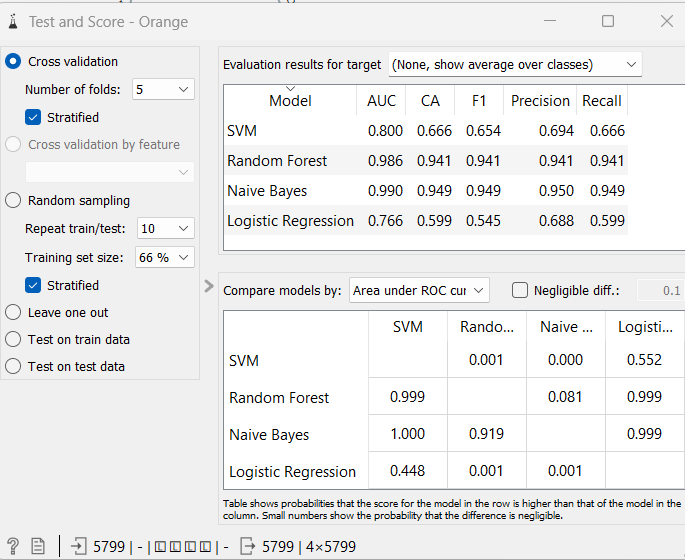 Test and Score - Orange
Cross validation
Number of folds: 5
Stratified
Cross validation by feature
Random sampling
Repeat train/test: 10
Training set size: 66 %
Stratified
Leave one out
Test on train data
Test on test data
Evaluation results for target (None, show average over classes)
Model AUC CA F1 Precision Recall
SVM 0.800 0.666 0.654 0.694 0.666
Random Forest 0.986 0.941 0.941 0.941 0.941
Naive Bayes 0.990 0.949 0.949 0.950 0.949
Logistic Regression 0.766 0.599 0.545 0.688 0.599
Compare models by: Area under ROC cur Negligible diff.: 0.1
SVM Rando... Naive ... Logisti...
SVM 0.001 0.000 0.552
Random Forest 0.999 0.081 0.999
Naive Bayes 1.000 0.919 0.999
Logistic Regression 0.448 0.001 0.001
Table shows probabilities that the score for the model in the row is higher than that of the model in the
column. Small numbers show the probability that the difference is negligible.
? 5799 | - | L L L L | - 5799 | 4×5799